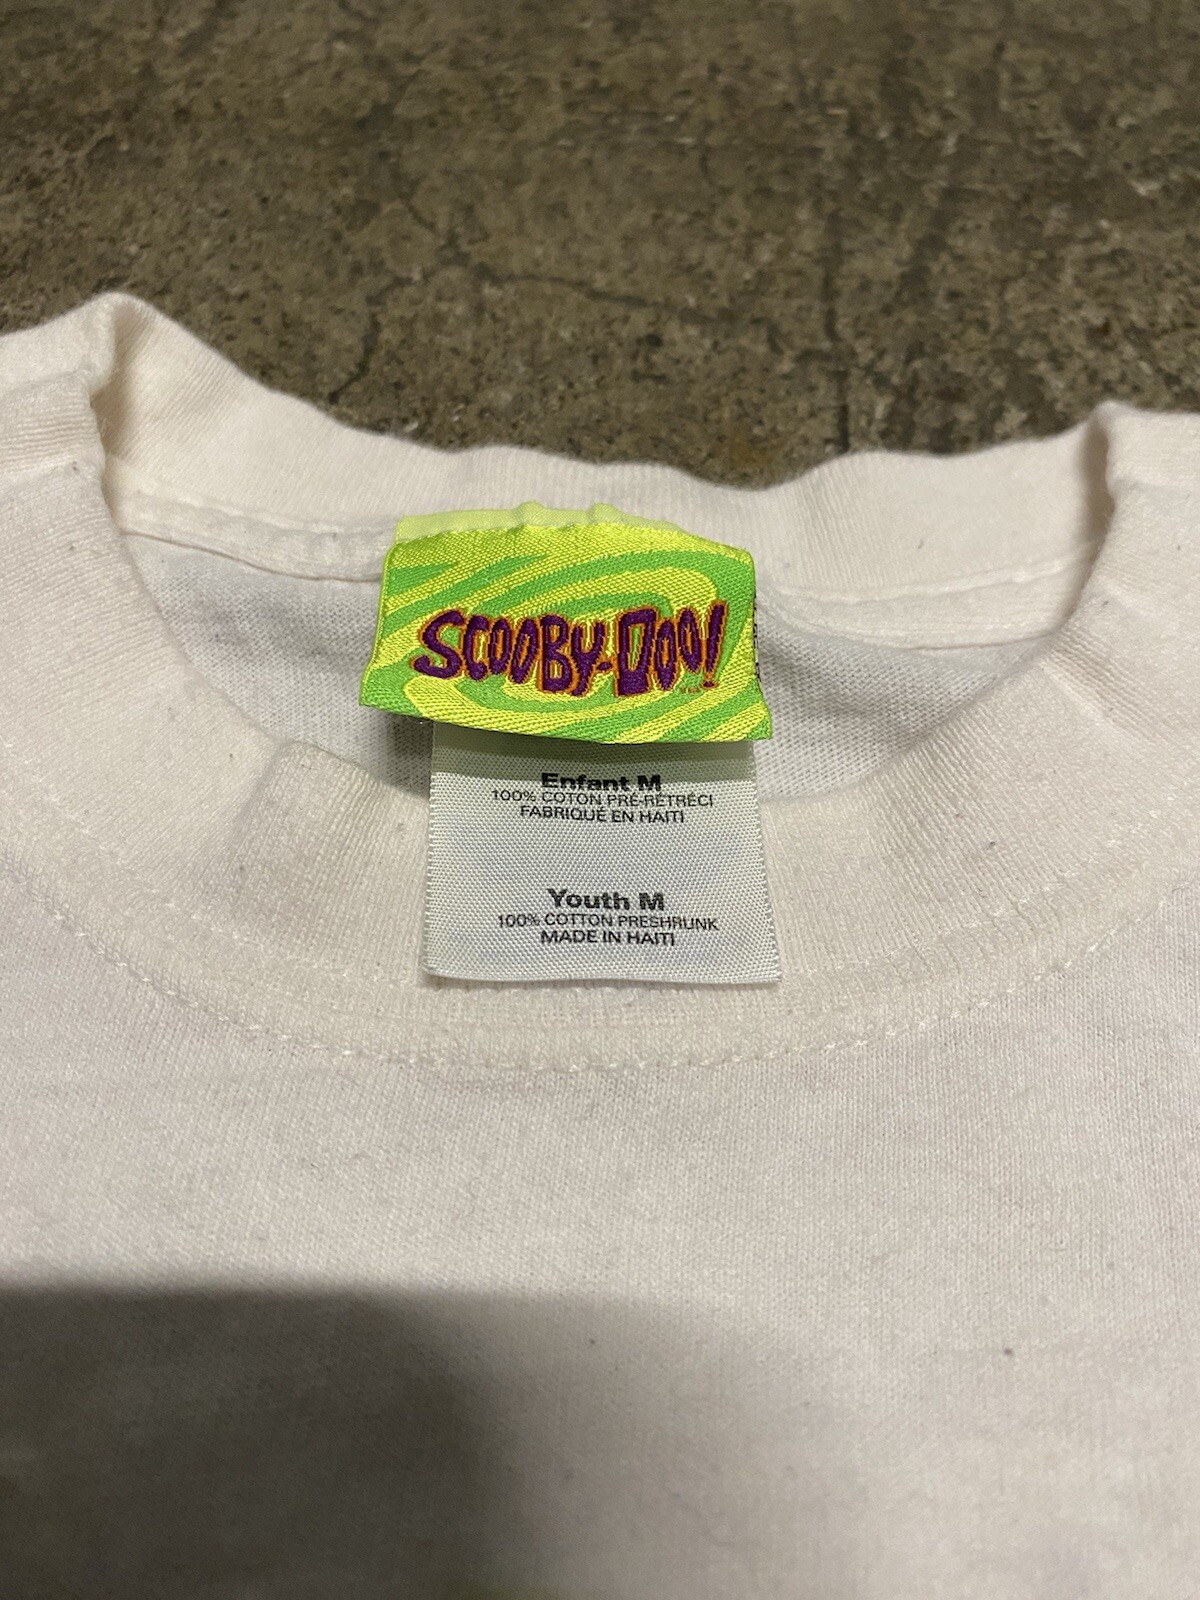 SCOOBY-DOO!
Enfant M
100% COTON PRÉ-RÉTRÉCI
FABRIQUÉ EN HAITI
Youth M
100% COTTON PRESHRUNK
MADE IN HAITI